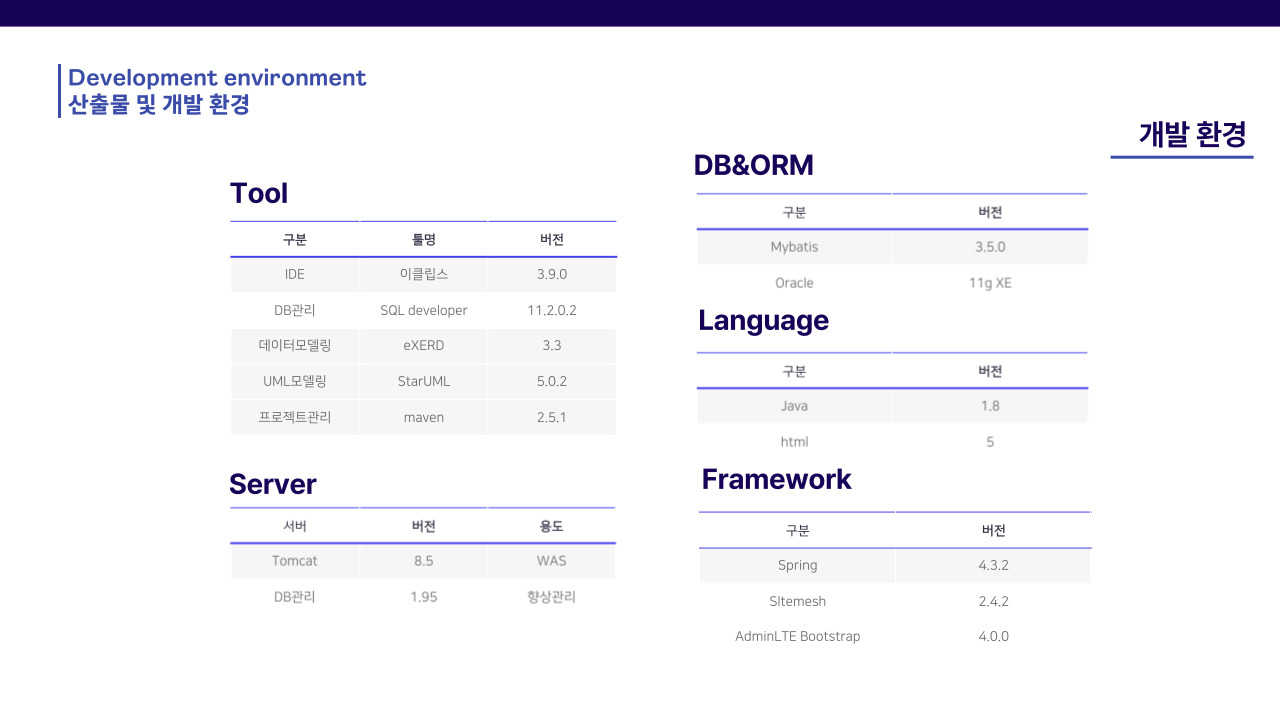 Development environment
산출물 및 개발 환경
개발 환경
Tool
구분 툴명 버전
IDE 이클립스 3.9.0
DB관리 SQL developer 11.2.0.2
데이터모델링 eXERD 3.3
UML모델링 StarUML 5.0.2
프로젝트관리 maven 2.5.1
Server
서버 버전 용도
Tomcat 8.5 WAS
DB관리 1.95 향상관리
DB&ORM
구분 버전
Mybatis 3.5.0
Oracle 11g XE
Language
구분 버전
Java 1.8
html 5
Framework
구분 버전
Spring 4.3.2
SItemesh 2.4.2
AdminLTE Bootstrap 4.0.0